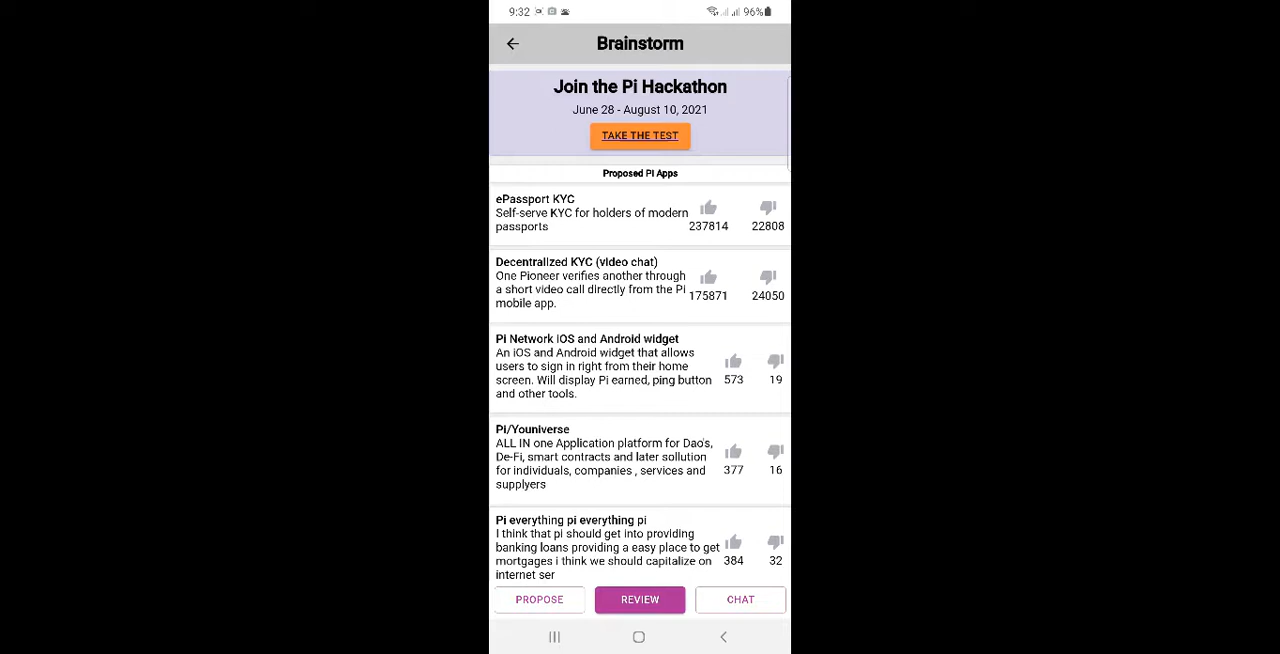 9:32 96%
Brainstorm
Join the Pi Hackathon
June 28 - August 10, 2021
TAKE THE TEST
Proposed Pi Apps
ePassport KYC
Self-serve KYC for holders of modern
passports
237814 22808
Decentralized KYC (video chat)
One Pioneer verifies another through
a short video call directly from the Pi
mobile app.
175871 24050
Pi Network IOS and Android widget
An iOS and Android widget that allows
users to sign in right from their home
screen. Will display Pi earned, ping button
and other tools.
573 19
Pi/Youniverse
ALL IN one Application platform for Dao's,
De-Fi, smart contracts and later sollution
for individuals, companies , services and
supplyers
377 16
Pi everything pi everything pi
I think that pi should get into providing
banking loans providing a easy place to get
mortgages i think we should capitalize on
internet ser
384 32
PROPOSE REVIEW CHAT